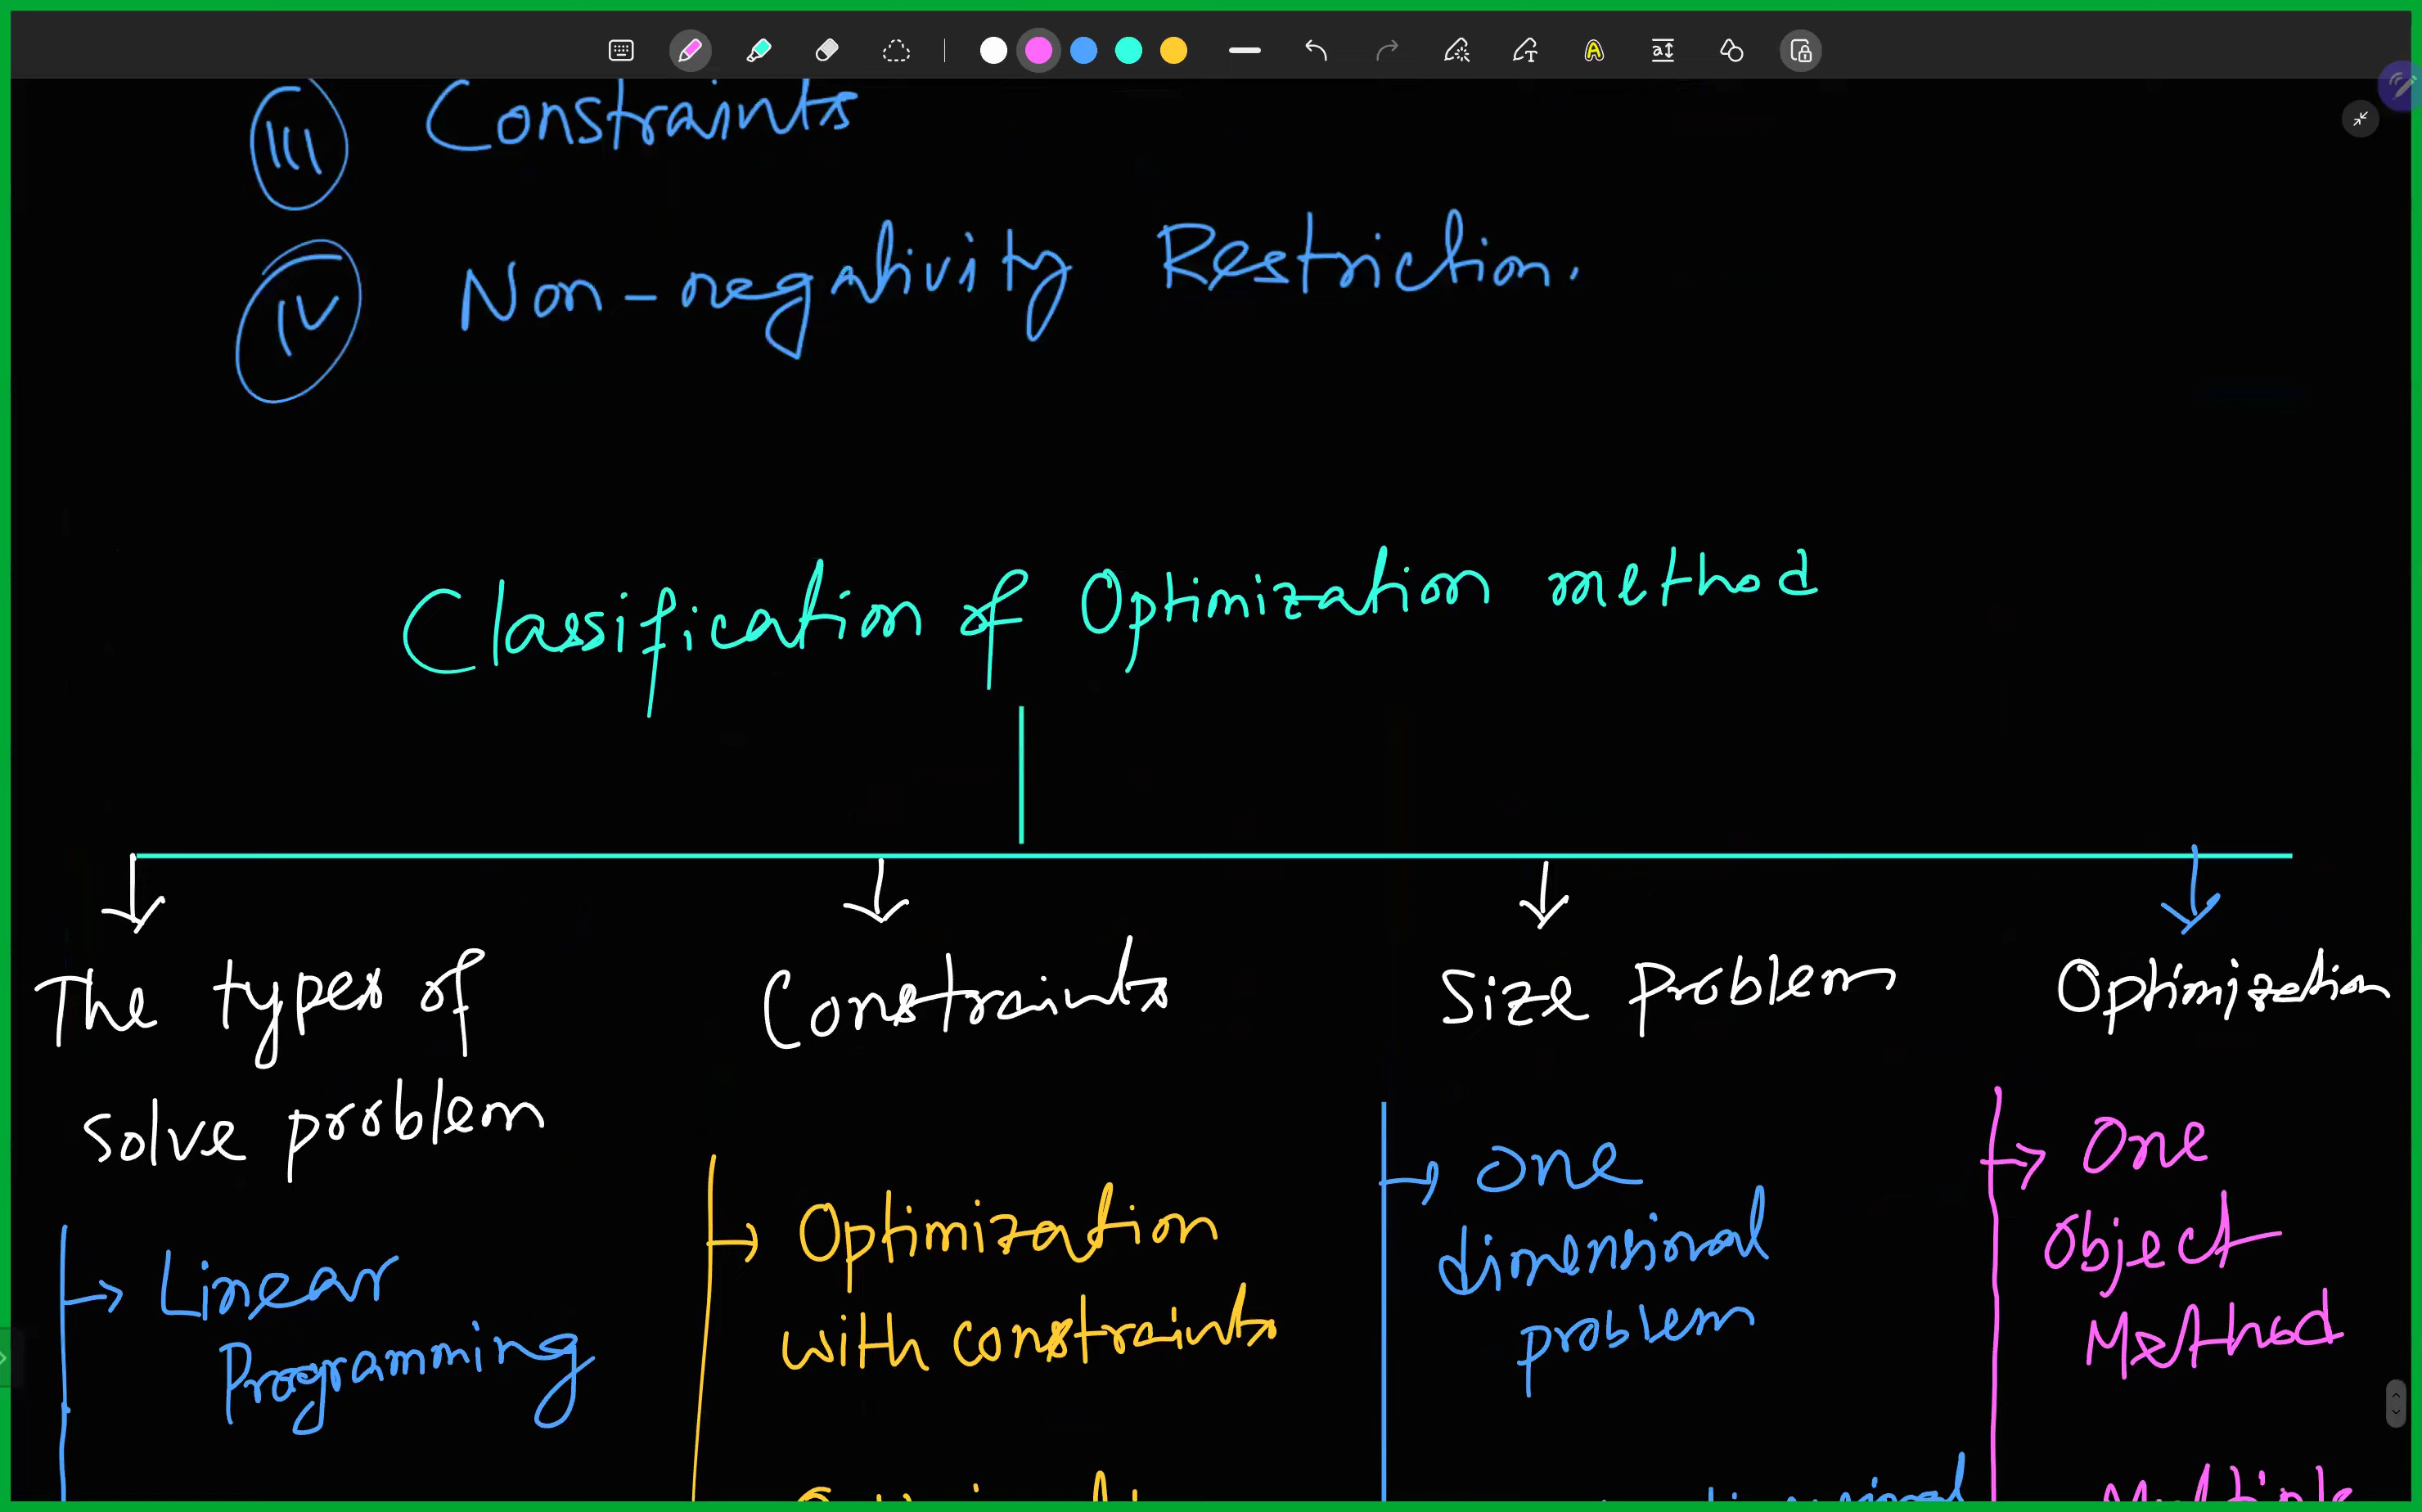 III Constraints
IV Non-negativity Restriction.
Classification of Optimization method
The types of
solve problem
Constraints
Size problem
Optimization
Linear
Programming
Optimization
with constraints
one
dimensional
problem
One
Object
Method
Multiple